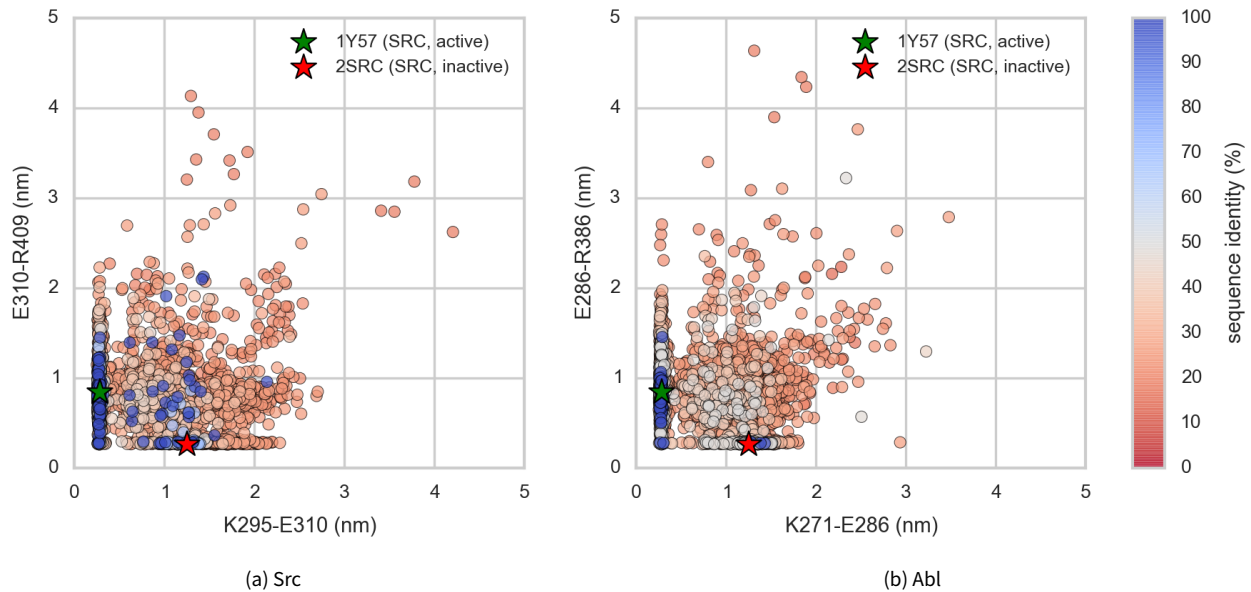 5
4
3
2
1
0
E310-R409 (nm)
1Y57 (SRC, active)
2SRC (SRC, inactive)
0 1 2 3 4 5
K295-E310 (nm)
(a) Src
5
4
3
2
1
0
E286-R386 (nm)
1Y57 (SRC, active)
2SRC (SRC, inactive)
0 1 2 3 4 5
K271-E286 (nm)
(b) Abl
100
90
80
70
60
50
40
30
20
10
0
sequence identity (%)